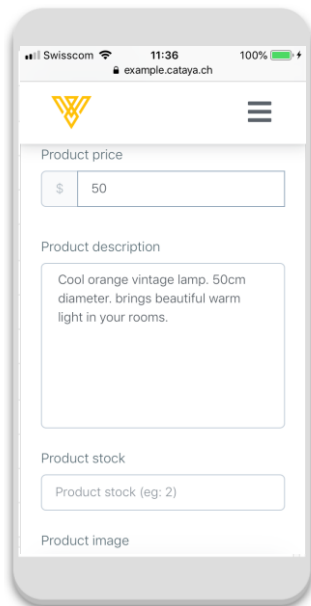 Swisscom 11:36 100%
example.cataya.ch
Product price
$ 50
Product description
Cool orange vintage lamp. 50cm
diameter. brings beautiful warm
light in your rooms.
Product stock
Product stock (eg: 2)
Product image